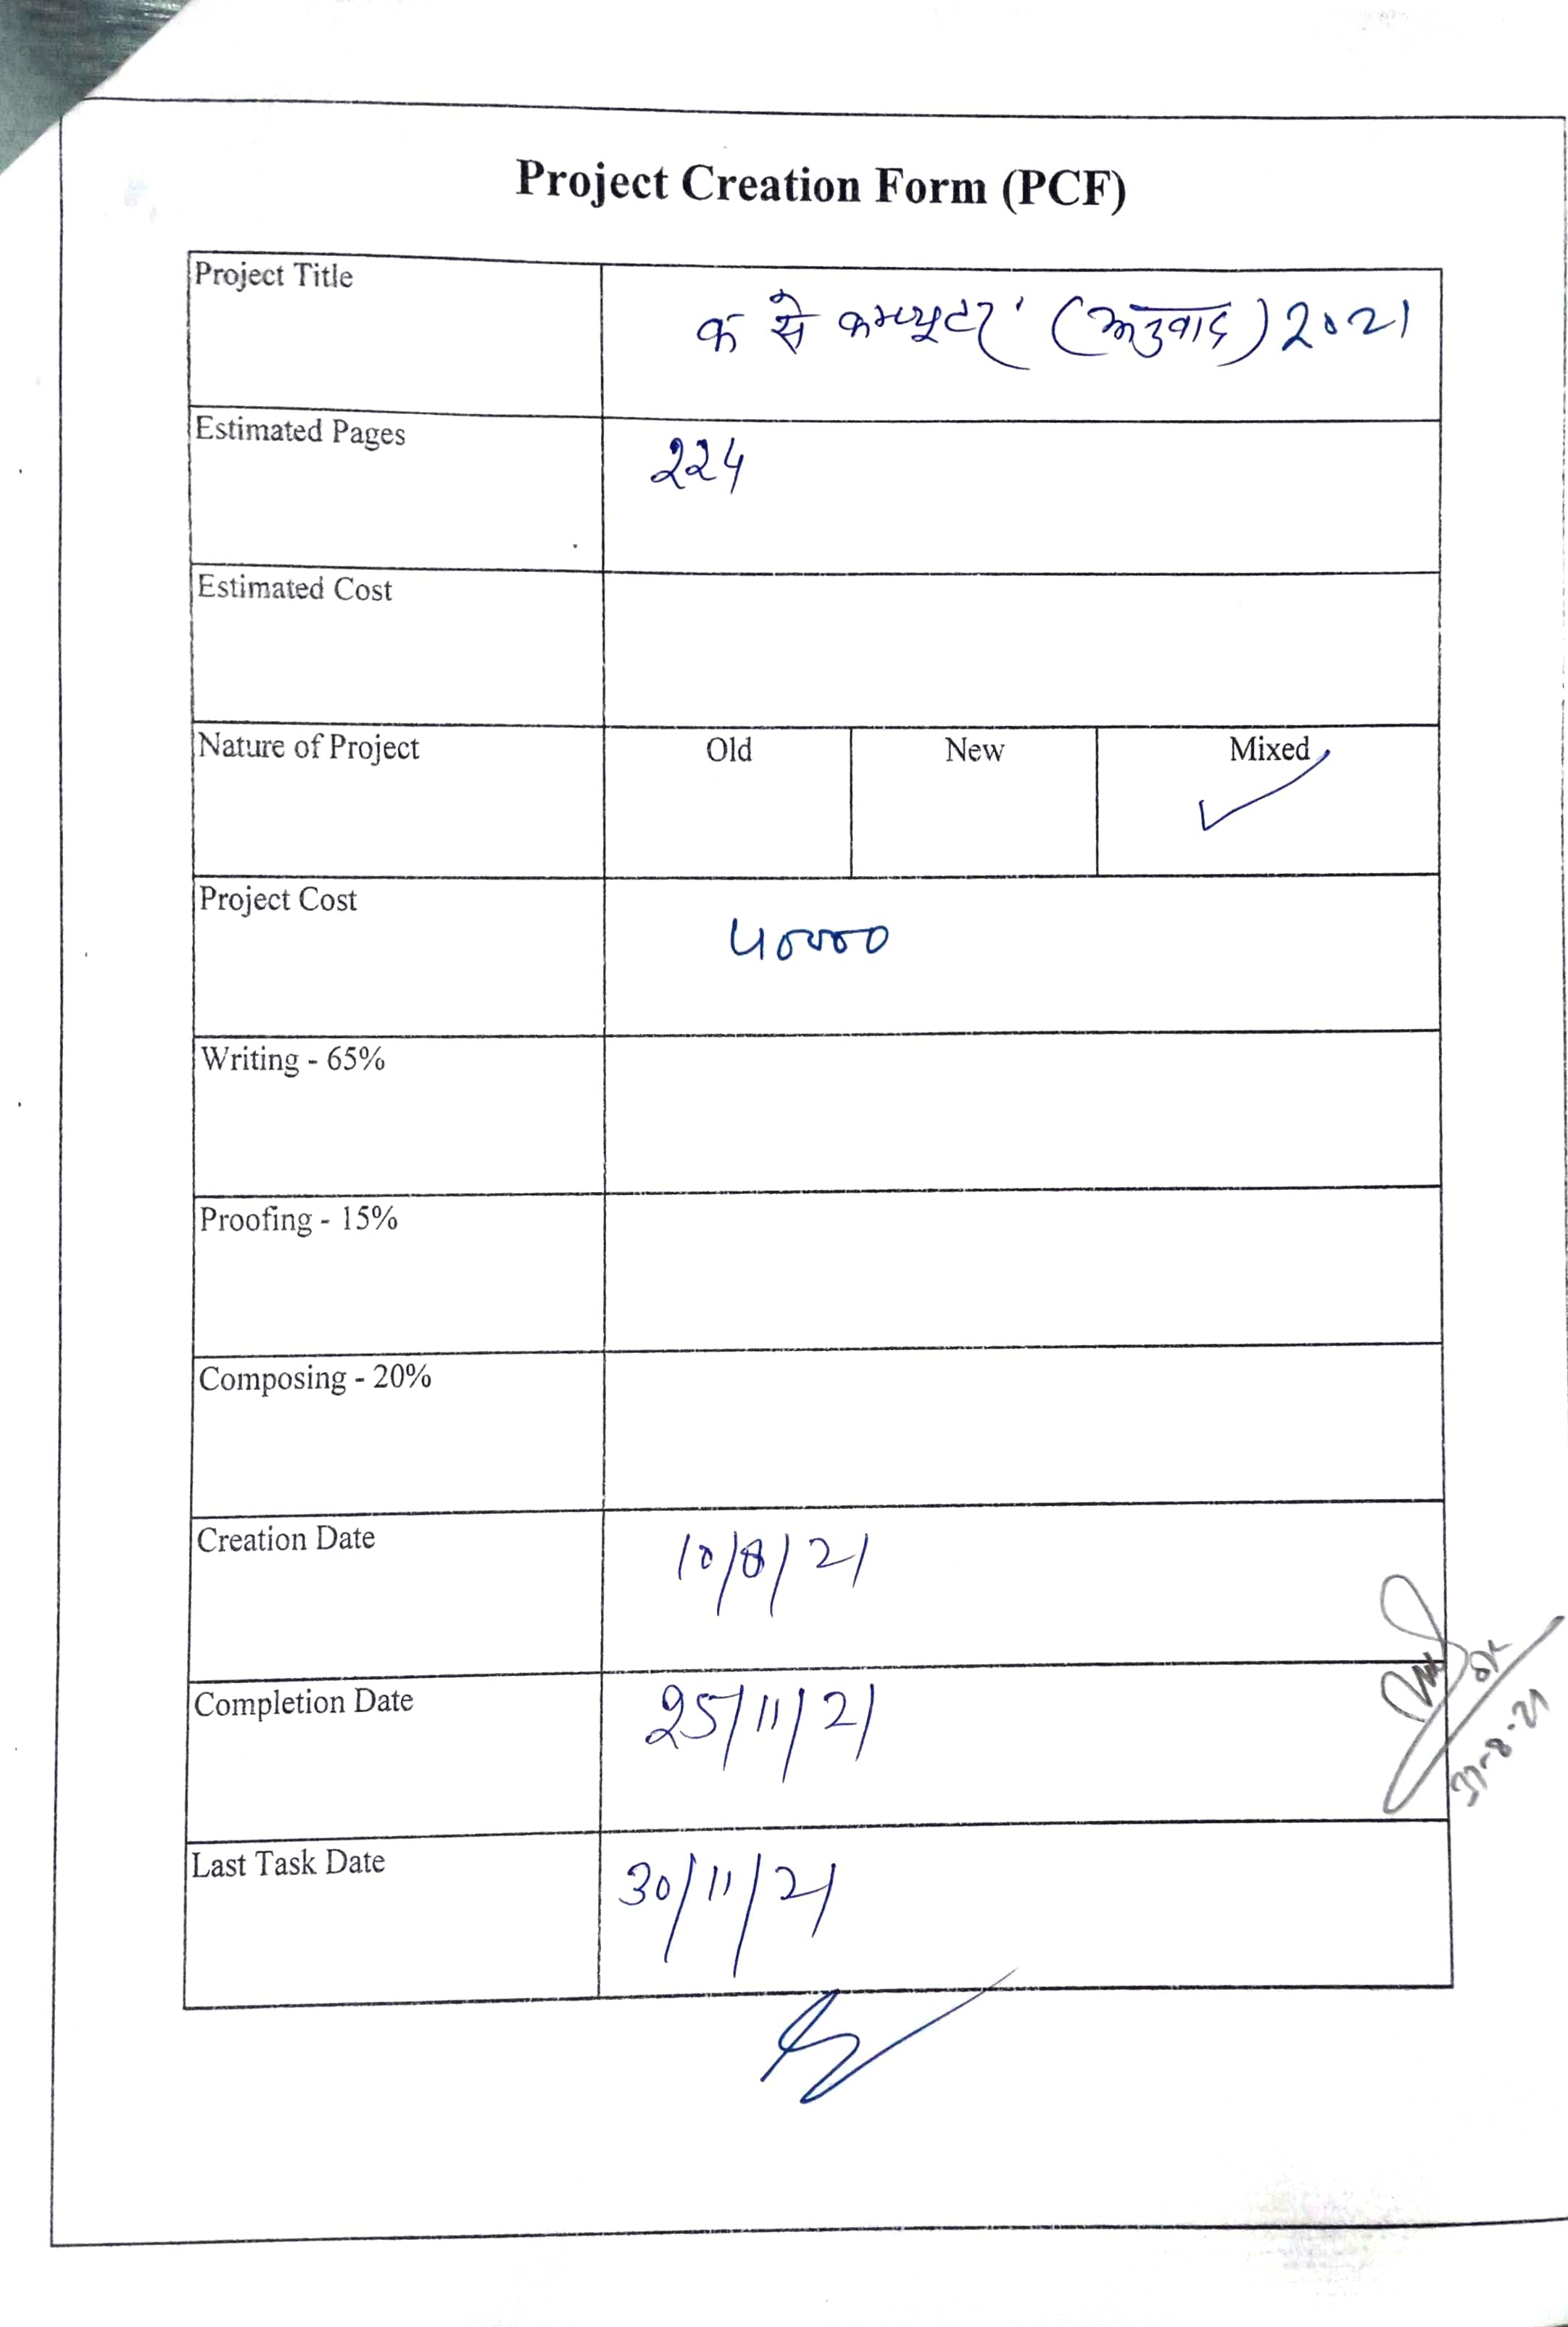 Project Creation Form (PCF)
Project Title
क से कम्प्यूटर (अनुवाद) 2021
Estimated Pages
224
Estimated Cost
Nature of Project
Old
New
Mixed
Project Cost
40000
Writing - 65%
Proofing - 15%
Composing - 20%
Creation Date
10/8/21
Completion Date
25/11/21
Last Task Date
30/11/21
OK
31-8-21